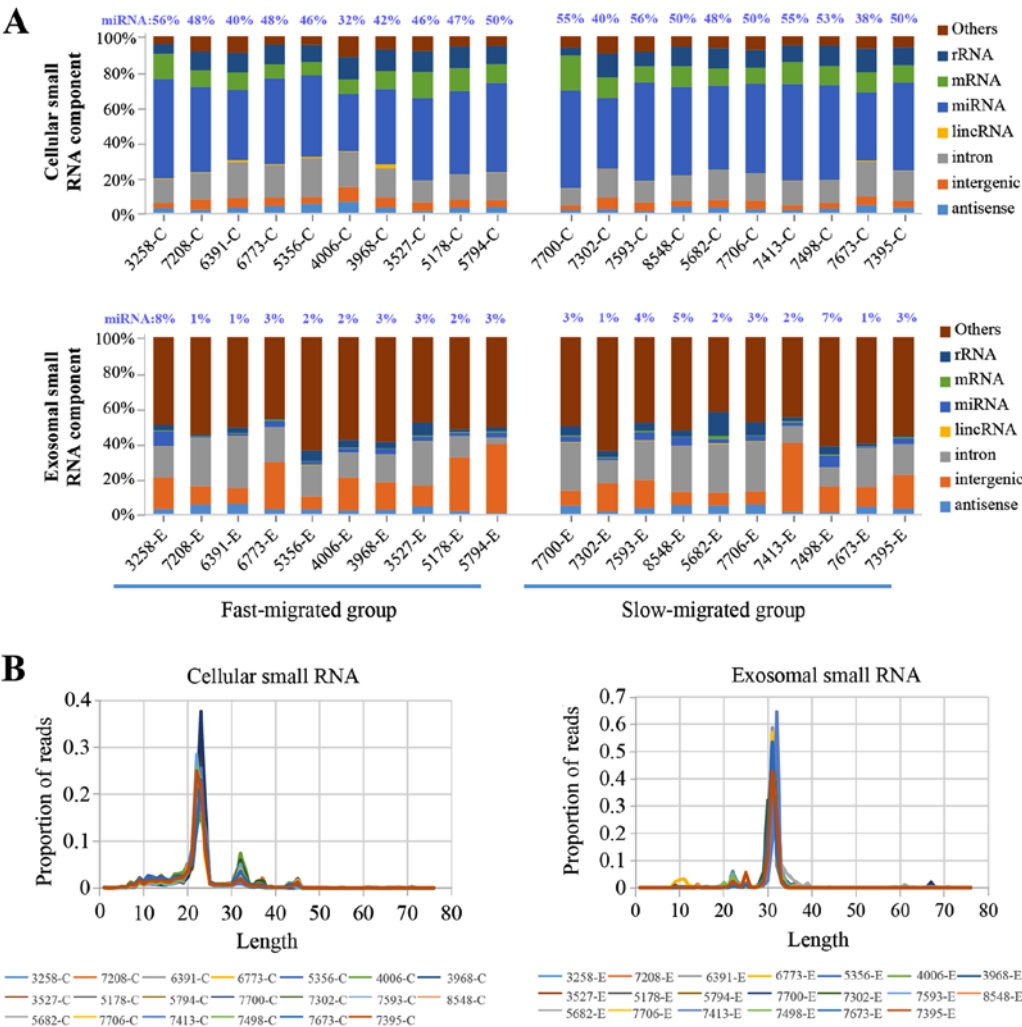 A
miRNA:56% 48% 40% 48% 46% 32% 42% 46% 47% 50% 55% 40% 56% 50% 48% 50% 55% 53% 38% 50%
Cellular small
RNA component
100%
80%
60%
40%
20%
0%
Others
rRNA
mRNA
miRNA
lincRNA
intron
intergenic
antisense
3258-C 7208-C 6391-C 6773-C 5356-C 4006-C 3968-C 3527-C 5178-C 5794-C 7700-C 7302-C 7593-C 8548-C 5682-C 7706-C 7413-C 7498-C 7673-C 7395-C
miRNA:8% 1% 1% 3% 2% 2% 3% 3% 2% 3% 3% 1% 4% 5% 2% 3% 2% 7% 1% 3%
Exosomal small
RNA component
100%
80%
60%
40%
20%
0%
Others
rRNA
mRNA
miRNA
lincRNA
intron
intergenic
antisense
3258-E 7208-E 6391-E 6773-E 5356-E 4006-E 3968-E 3527-E 5178-E 5794-E 7700-E 7302-E 7593-E 8548-E 5682-E 7706-E 7413-E 7498-E 7673-E 7395-E
Fast-migrated group Slow-migrated group
B
Cellular small RNA
Proportion of reads
0.4
0.3
0.2
0.1
0
0 10 20 30 40 50 60 70 80
Length
3258-C 7208-C 6391-C 6773-C 5356-C 4006-C 3968-C
3527-C 5178-C 5794-C 7700-C 7302-C 7593-C 8548-C
5682-C 7706-C 7413-C 7498-C 7673-C 7395-C
Exosomal small RNA
Proportion of reads
0.7
0.6
0.5
0.4
0.3
0.2
0.1
0
0 10 20 30 40 50 60 70 80
Length
3258-E 7208-E 6391-E 6773-E 5356-E 4006-E 3968-E
3527-E 5178-E 5794-E 7700-E 7302-E 7593-E 8548-E
5682-E 7706-E 7413-E 7498-E 7673-E 7395-E